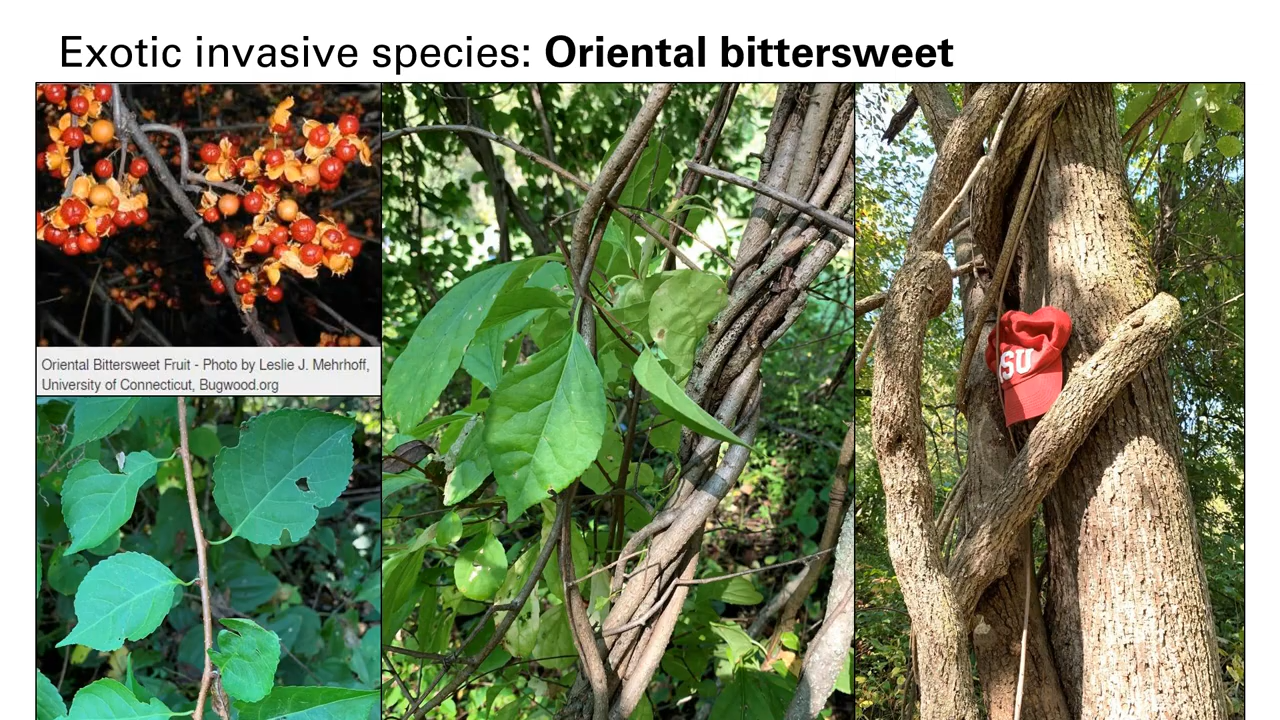 Exotic invasive species: Oriental bittersweet
Oriental Bittersweet Fruit - Photo by Leslie J. Mehrhoff,
University of Connecticut, Bugwood.org
SU